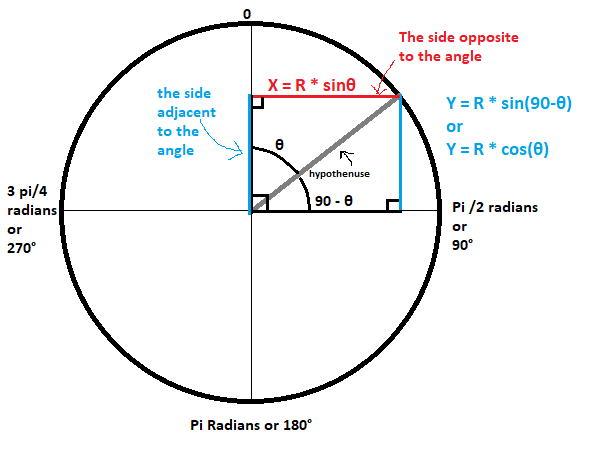 0
The side opposite
to the angle
X = R * sinθ
the side
adjacent
to the
angle
Y = R * sin(90-θ)
or
Y = R * cos(θ)
θ
hypothenuse
3 pi/4
radians
or
270°
90 - θ
Pi /2 radians
or
90°
Pi Radians or 180°